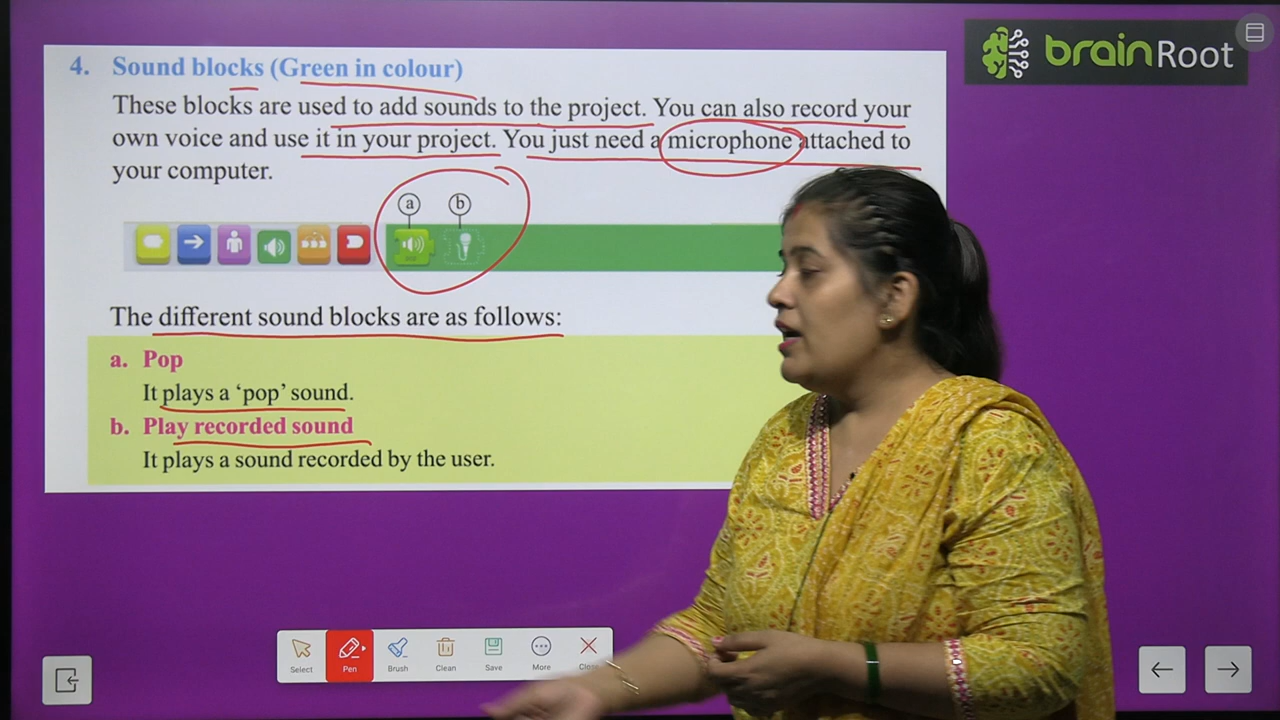 brainRoot
4. Sound blocks (Green in colour)
These blocks are used to add sounds to the project. You can also record your
own voice and use it in your project. You just need a microphone attached to
your computer.
a b
The different sound blocks are as follows:
a. Pop
It plays a ‘pop’ sound.
b. Play recorded sound
It plays a sound recorded by the user.
Select Pen Brush Clean Save More